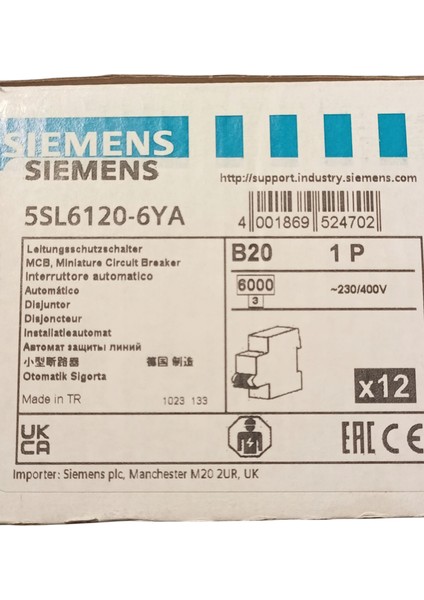 SIEMENS
SIEMENS
http://support.industry.siemens.com
5SL6120-6YA
4 001869 524702
Leitungsschutzschalter
MCB, Miniature Circuit Breaker
Interruttore automatico
Automático
Disjuntor
Disjoncteur
Installatieautomat
Автомат защиты линий
小型断路器 德国 制造
Otomatik Sigorta
B20 1 P
6000
3
~230/400V
x12
Made in TR 1023 133
UK
CA
EAC CE
Importer: Siemens plc, Manchester M20 2UR, UK